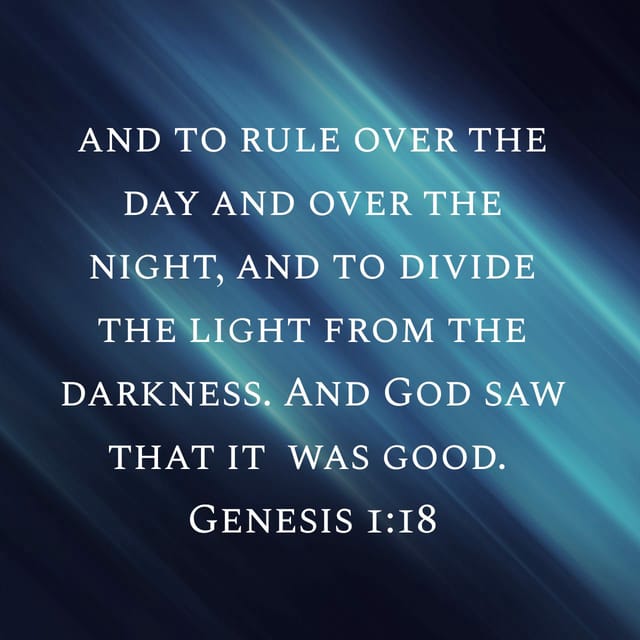 AND TO RULE OVER THE
DAY AND OVER THE
NIGHT, AND TO DIVIDE
THE LIGHT FROM THE
DARKNESS. AND GOD SAW
THAT IT  WAS GOOD.
GENESIS 1:18